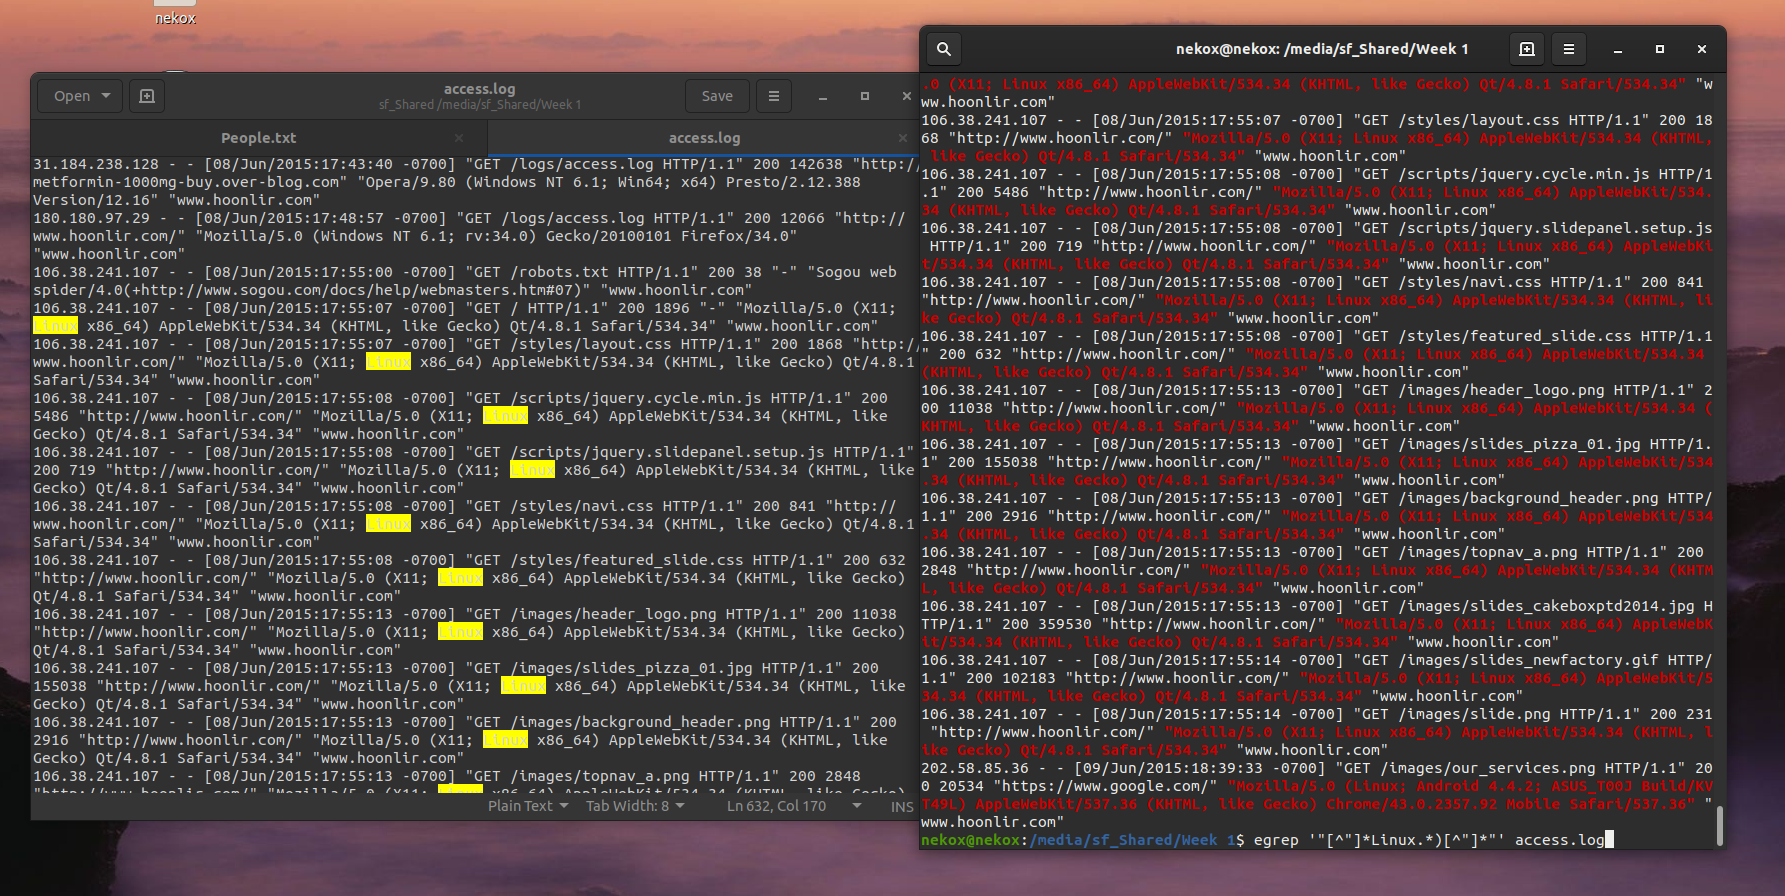 nekox
Open
access.log
sf_Shared /media/sf_Shared/Week 1
Save
People.txt
access.log
31.184.238.128 - - [08/Jun/2015:17:43:40 -0700] "GET /logs/access.log HTTP/1.1" 200 142638 "http://
metformin-1000mg-buy.over-blog.com" "Opera/9.80 (Windows NT 6.1; Win64; x64) Presto/2.12.388
Version/12.16" "www.hoonlir.com"
180.180.97.29 - - [08/Jun/2015:17:48:57 -0700] "GET /logs/access.log HTTP/1.1" 200 12066 "http://
www.hoonlir.com/" "Mozilla/5.0 (Windows NT 6.1; rv:34.0) Gecko/20100101 Firefox/34.0"
"www.hoonlir.com"
106.38.241.107 - - [08/Jun/2015:17:55:00 -0700] "GET /robots.txt HTTP/1.1" 200 38 "-" "Sogou web
spider/4.0(+http://www.sogou.com/docs/help/webmasters.htm#07)" "www.hoonlir.com"
106.38.241.107 - - [08/Jun/2015:17:55:07 -0700] "GET / HTTP/1.1" 200 1896 "-" "Mozilla/5.0 (X11;
Linux x86_64) AppleWebKit/534.34 (KHTML, like Gecko) Qt/4.8.1 Safari/534.34" "www.hoonlir.com"
106.38.241.107 - - [08/Jun/2015:17:55:07 -0700] "GET /styles/layout.css HTTP/1.1" 200 1868 "http://
www.hoonlir.com/" "Mozilla/5.0 (X11; Linux x86_64) AppleWebKit/534.34 (KHTML, like Gecko) Qt/4.8.1
Safari/534.34" "www.hoonlir.com"
106.38.241.107 - - [08/Jun/2015:17:55:08 -0700] "GET /scripts/jquery.cycle.min.js HTTP/1.1" 200
5486 "http://www.hoonlir.com/" "Mozilla/5.0 (X11; Linux x86_64) AppleWebKit/534.34 (KHTML, like
Gecko) Qt/4.8.1 Safari/534.34" "www.hoonlir.com"
106.38.241.107 - - [08/Jun/2015:17:55:08 -0700] "GET /scripts/jquery.slidepanel.setup.js HTTP/1.1"
200 719 "http://www.hoonlir.com/" "Mozilla/5.0 (X11; Linux x86_64) AppleWebKit/534.34 (KHTML, like
Gecko) Qt/4.8.1 Safari/534.34" "www.hoonlir.com"
106.38.241.107 - - [08/Jun/2015:17:55:08 -0700] "GET /styles/navi.css HTTP/1.1" 200 841 "http://
www.hoonlir.com/" "Mozilla/5.0 (X11; Linux x86_64) AppleWebKit/534.34 (KHTML, like Gecko) Qt/4.8.1
Safari/534.34" "www.hoonlir.com"
106.38.241.107 - - [08/Jun/2015:17:55:08 -0700] "GET /styles/featured_slide.css HTTP/1.1" 200 632
"http://www.hoonlir.com/" "Mozilla/5.0 (X11; Linux x86_64) AppleWebKit/534.34 (KHTML, like Gecko)
Qt/4.8.1 Safari/534.34" "www.hoonlir.com"
106.38.241.107 - - [08/Jun/2015:17:55:13 -0700] "GET /images/header_logo.png HTTP/1.1" 200 11038
"http://www.hoonlir.com/" "Mozilla/5.0 (X11; Linux x86_64) AppleWebKit/534.34 (KHTML, like Gecko)
Qt/4.8.1 Safari/534.34" "www.hoonlir.com"
106.38.241.107 - - [08/Jun/2015:17:55:13 -0700] "GET /images/slides_pizza_01.jpg HTTP/1.1" 200
155038 "http://www.hoonlir.com/" "Mozilla/5.0 (X11; Linux x86_64) AppleWebKit/534.34 (KHTML, like
Gecko) Qt/4.8.1 Safari/534.34" "www.hoonlir.com"
106.38.241.107 - - [08/Jun/2015:17:55:13 -0700] "GET /images/background_header.png HTTP/1.1" 200
2916 "http://www.hoonlir.com/" "Mozilla/5.0 (X11; Linux x86_64) AppleWebKit/534.34 (KHTML, like
Gecko) Qt/4.8.1 Safari/534.34" "www.hoonlir.com"
106.38.241.107 - - [08/Jun/2015:17:55:13 -0700] "GET /images/topnav_a.png HTTP/1.1" 200 2848
Plain Text Tab Width: 8 Ln 632, Col 170 INS
nekox@nekox: /media/sf_Shared/Week 1
.0 (X11; Linux x86_64) AppleWebKit/534.34 (KHTML, like Gecko) Qt/4.8.1 Safari/534.34" "w
ww.hoonlir.com"
106.38.241.107 - - [08/Jun/2015:17:55:07 -0700] "GET /styles/layout.css HTTP/1.1" 200 18
68 "http://www.hoonlir.com/" "Mozilla/5.0 (X11; Linux x86_64) AppleWebKit/534.34 (KHTML,
 like Gecko) Qt/4.8.1 Safari/534.34" "www.hoonlir.com"
106.38.241.107 - - [08/Jun/2015:17:55:08 -0700] "GET /scripts/jquery.cycle.min.js HTTP/1
.1" 200 5486 "http://www.hoonlir.com/" "Mozilla/5.0 (X11; Linux x86_64) AppleWebKit/534.
34 (KHTML, like Gecko) Qt/4.8.1 Safari/534.34" "www.hoonlir.com"
106.38.241.107 - - [08/Jun/2015:17:55:08 -0700] "GET /scripts/jquery.slidepanel.setup.js
 HTTP/1.1" 200 719 "http://www.hoonlir.com/" "Mozilla/5.0 (X11; Linux x86_64) AppleWebKi
t/534.34 (KHTML, like Gecko) Qt/4.8.1 Safari/534.34" "www.hoonlir.com"
106.38.241.107 - - [08/Jun/2015:17:55:08 -0700] "GET /styles/navi.css HTTP/1.1" 200 841
"http://www.hoonlir.com/" "Mozilla/5.0 (X11; Linux x86_64) AppleWebKit/534.34 (KHTML, li
ke Gecko) Qt/4.8.1 Safari/534.34" "www.hoonlir.com"
106.38.241.107 - - [08/Jun/2015:17:55:08 -0700] "GET /styles/featured_slide.css HTTP/1.1
" 200 632 "http://www.hoonlir.com/" "Mozilla/5.0 (X11; Linux x86_64) AppleWebKit/534.34
(KHTML, like Gecko) Qt/4.8.1 Safari/534.34" "www.hoonlir.com"
106.38.241.107 - - [08/Jun/2015:17:55:13 -0700] "GET /images/header_logo.png HTTP/1.1" 2
00 11038 "http://www.hoonlir.com/" "Mozilla/5.0 (X11; Linux x86_64) AppleWebKit/534.34 (
KHTML, like Gecko) Qt/4.8.1 Safari/534.34" "www.hoonlir.com"
106.38.241.107 - - [08/Jun/2015:17:55:13 -0700] "GET /images/slides_pizza_01.jpg HTTP/1.
1" 200 155038 "http://www.hoonlir.com/" "Mozilla/5.0 (X11; Linux x86_64) AppleWebKit/534
.34 (KHTML, like Gecko) Qt/4.8.1 Safari/534.34" "www.hoonlir.com"
106.38.241.107 - - [08/Jun/2015:17:55:13 -0700] "GET /images/background_header.png HTTP/
1.1" 200 2916 "http://www.hoonlir.com/" "Mozilla/5.0 (X11; Linux x86_64) AppleWebKit/534
.34 (KHTML, like Gecko) Qt/4.8.1 Safari/534.34" "www.hoonlir.com"
106.38.241.107 - - [08/Jun/2015:17:55:13 -0700] "GET /images/topnav_a.png HTTP/1.1" 200
2848 "http://www.hoonlir.com/" "Mozilla/5.0 (X11; Linux x86_64) AppleWebKit/534.34 (KHTM
L, like Gecko) Qt/4.8.1 Safari/534.34" "www.hoonlir.com"
106.38.241.107 - - [08/Jun/2015:17:55:13 -0700] "GET /images/slides_cakeboxptd2014.jpg H
TTP/1.1" 200 359530 "http://www.hoonlir.com/" "Mozilla/5.0 (X11; Linux x86_64) AppleWebK
it/534.34 (KHTML, like Gecko) Qt/4.8.1 Safari/534.34" "www.hoonlir.com"
106.38.241.107 - - [08/Jun/2015:17:55:14 -0700] "GET /images/slides_newfactory.gif HTTP/
1.1" 200 102183 "http://www.hoonlir.com/" "Mozilla/5.0 (X11; Linux x86_64) AppleWebKit/5
34.34 (KHTML, like Gecko) Qt/4.8.1 Safari/534.34" "www.hoonlir.com"
106.38.241.107 - - [08/Jun/2015:17:55:14 -0700] "GET /images/slide.png HTTP/1.1" 200 231
 "http://www.hoonlir.com/" "Mozilla/5.0 (X11; Linux x86_64) AppleWebKit/534.34 (KHTML, l
ike Gecko) Qt/4.8.1 Safari/534.34" "www.hoonlir.com"
202.58.85.36 - - [09/Jun/2015:18:39:33 -0700] "GET /images/our_services.png HTTP/1.1" 20
0 20534 "https://www.google.com/" "Mozilla/5.0 (Linux; Android 4.4.2; ASUS_T00J Build/KV
T49L) AppleWebKit/537.36 (KHTML, like Gecko) Chrome/43.0.2357.92 Mobile Safari/537.36" "
www.hoonlir.com"
nekox@nekox:/media/sf_Shared/Week 1$ egrep '"[^"]*Linux.*)[^"]*"' access.log